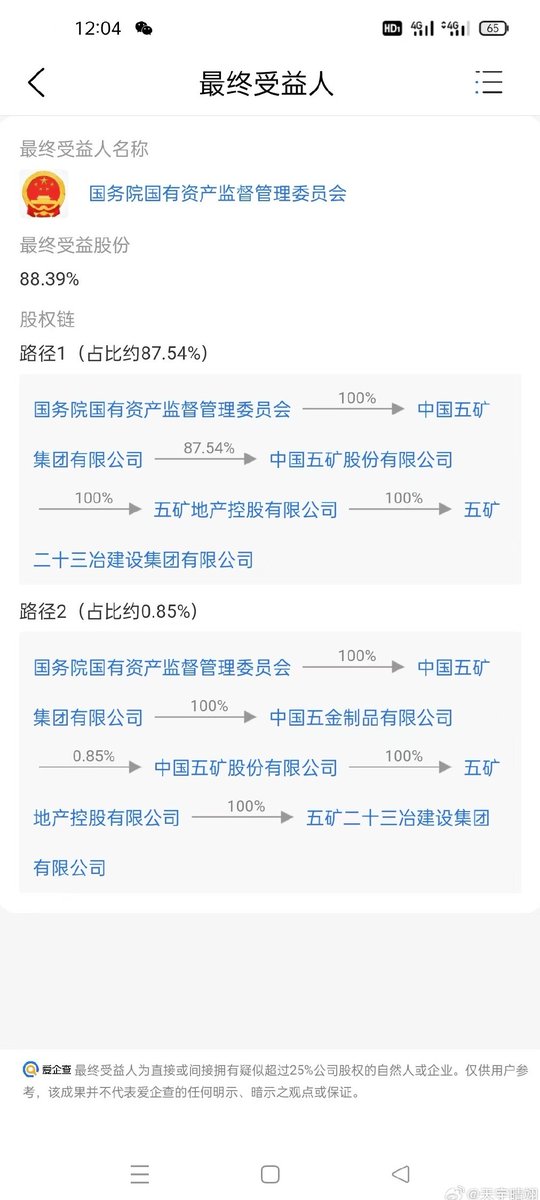 12:04
HD1 4G 4G 65
最终受益人
最终受益人名称
国务院国有资产监督管理委员会
最终受益股份
88.39%
股权链
路径1（占比约87.54%）
国务院国有资产监督管理委员会 100% 中国五矿
集团有限公司 87.54% 中国五矿股份有限公司
100% 五矿地产控股有限公司 100% 五矿
二十三冶建设集团有限公司
路径2（占比约0.85%）
国务院国有资产监督管理委员会 100% 中国五矿
集团有限公司 100% 中国五金制品有限公司
0.85% 中国五矿股份有限公司 100% 五矿
地产控股有限公司 100% 五矿二十三冶建设集团
有限公司
爱企查 最终受益人为直接或间接拥有疑似超过25%公司股权的自然人或企业。仅供用户参
考，该成果并不代表爱企查的任何明示、暗示之观点或保证。